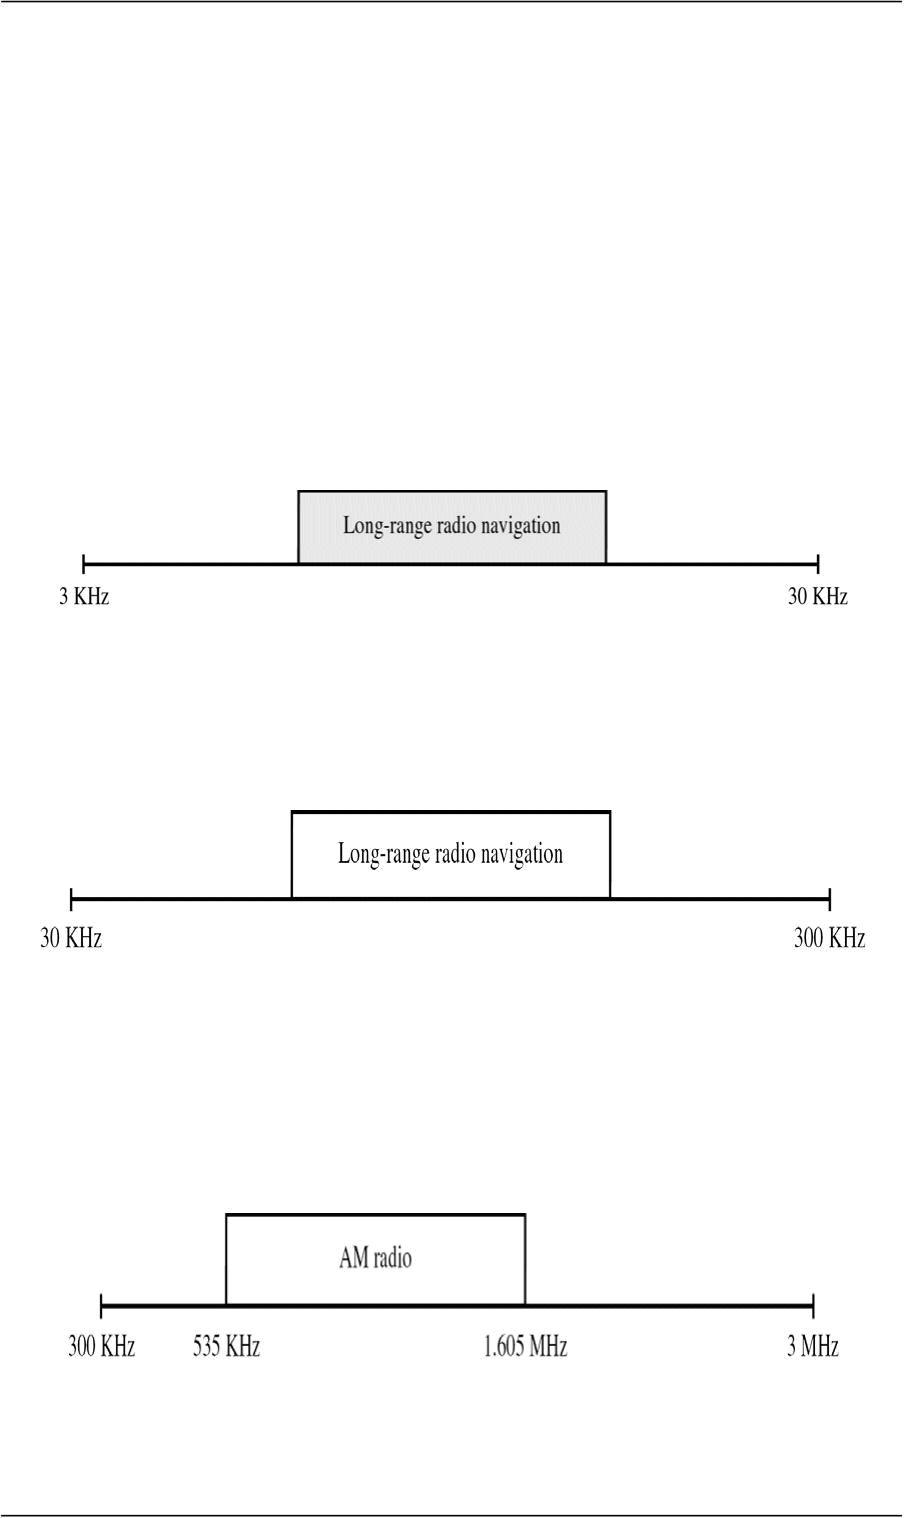 Long-range radio navigation
3 KHz 30 KHz
Long-range radio navigation
30 KHz 300 KHz
AM radio
300 KHz 535 KHz 1.605 MHz 3 MHz